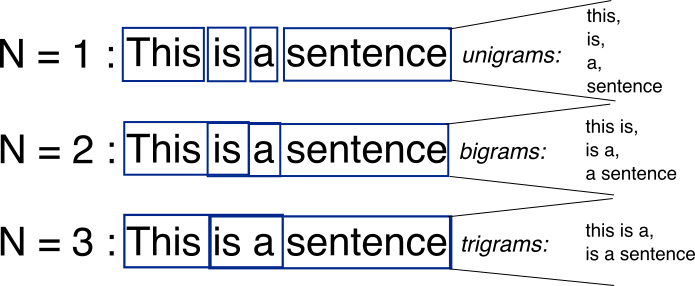 N = 1 : This is a sentence unigrams:
this,
is,
a,
sentence
N = 2 : This is a sentence bigrams:
this is,
is a,
a sentence
N = 3 : This is a sentence trigrams:
this is a,
is a sentence